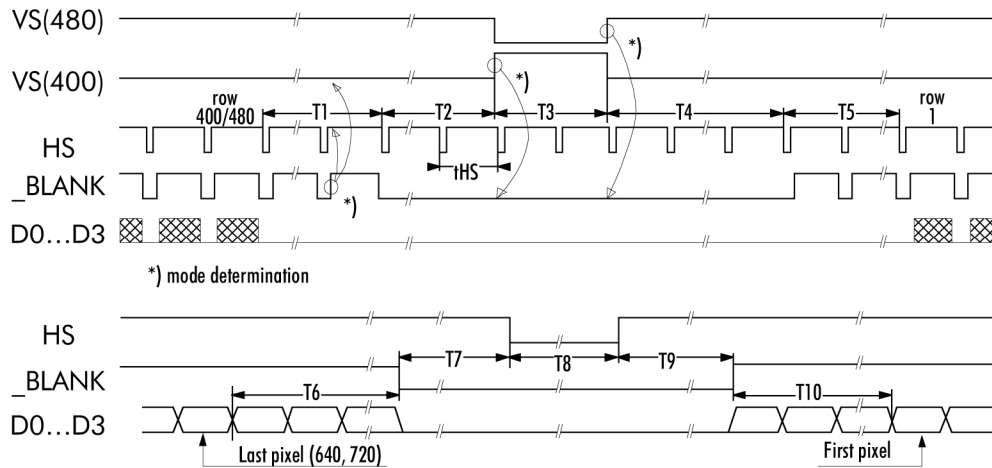 VS(480)
*)
VS(400)
*)
row
400/480
T1
T2
T3
T4
T5
row
1
HS
tHS
_BLANK
*)
D0...D3
*) mode determination
HS
T7
T8
T9
_BLANK
T6
T10
D0...D3
Last pixel (640, 720)
First pixel